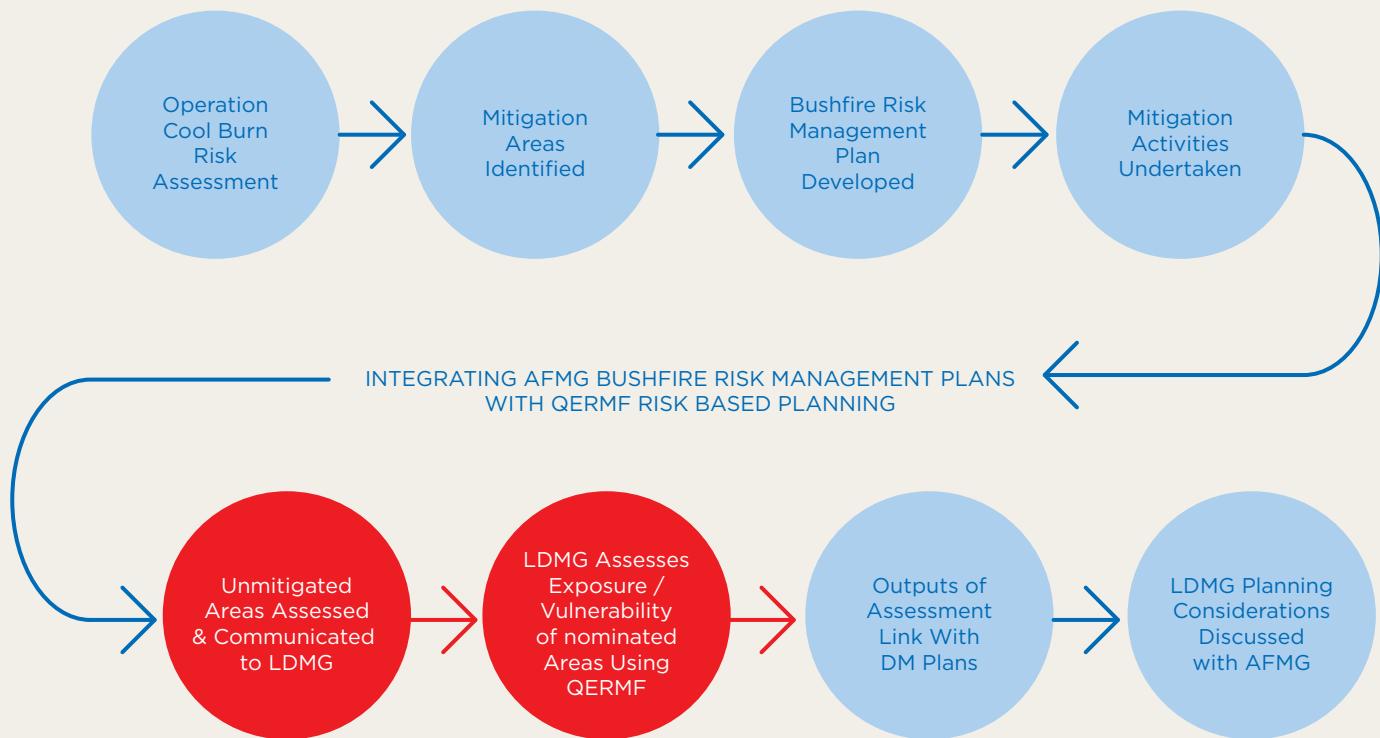 Operation
Cool Burn
Risk
Assessment
Mitigation
Areas
Identified
Bushfire Risk
Management
Plan
Developed
Mitigation
Activities
Undertaken
INTEGRATING AFMG BUSHFIRE RISK MANAGEMENT PLANS
WITH QERMF RISK BASED PLANNING
Unmitigated
Areas Assessed
& Communicated
to LDMG
LDMG Assesses
Exposure /
Vulnerability
of nominated
Areas Using
QERMF
Outputs of
Assessment
Link With
DM Plans
LDMG Planning
Considerations
Discussed
with AFMG